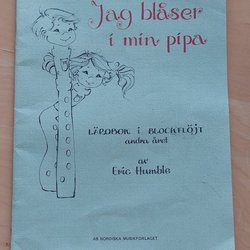 Jag blåser
i min pipa
LÄROBOK I BLOCKFLÖJT
andra året
av
Eric Humble
AB NORDISKA MUSIKFÖRLAGET